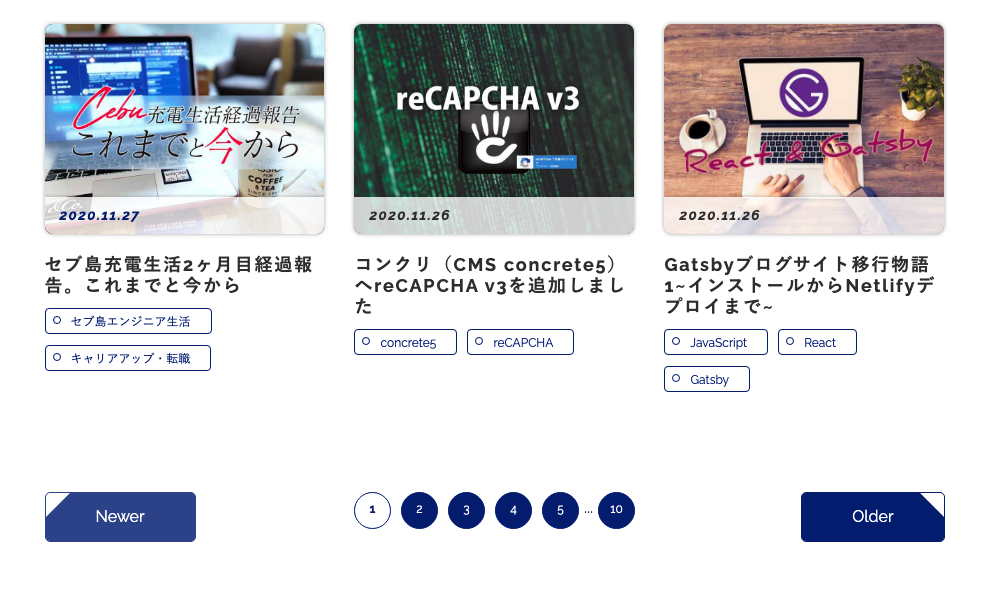 Cebu充電生活経過報告
これまでと今から
COFFEE
& TEA
2020.11.27
セブ島充電生活2ヶ月目経過報
告。これまでと今から
セブ島エンジニア生活
キャリアアップ・転職
reCAPCHA v3
2020.11.26
コンクリ（CMS concrete5）
へreCAPCHA v3を追加しまし
た
concrete5
reCAPCHA
React & Gatsby
2020.11.26
Gatsbyブログサイト移行物語
1~インストールからNetlifyデ
プロイまで~
JavaScript
React
Gatsby
Newer
1 2 3 4 5 ... 10
Older